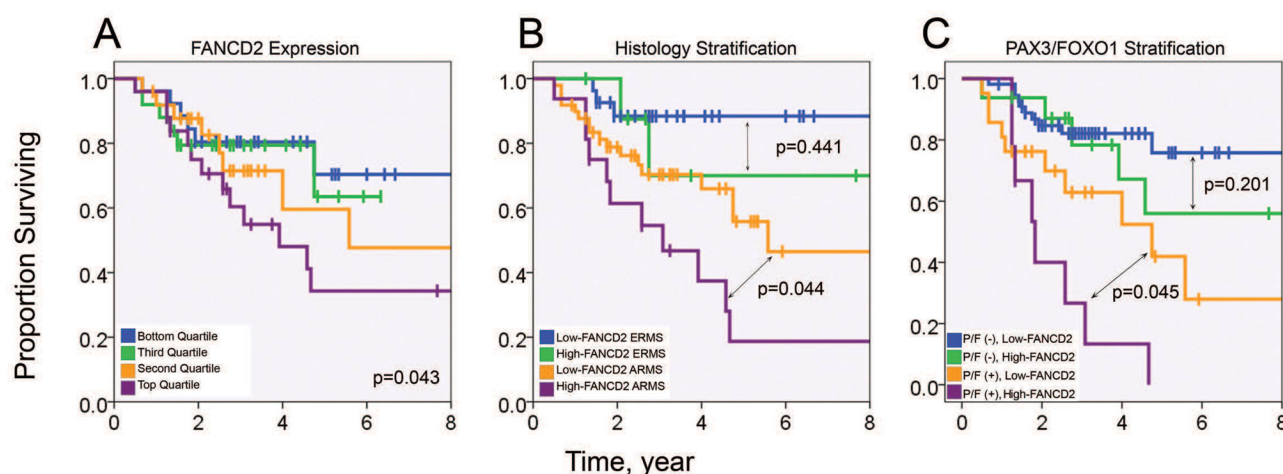 A
FANCD2 Expression
B
Histology Stratification
C
PAX3/FOXO1 Stratification
Proportion Surviving
1.0
0.8
0.6
0.4
0.2
0.0
0
2
4
6
8
Bottom Quartile
Third Quartile
Second Quartile
Top Quartile
p=0.043
1.0
0.8
0.6
0.4
0.2
0.0
0
2
4
6
8
p=0.441
p=0.044
Low-FANCD2 ERMS
High-FANCD2 ERMS
Low-FANCD2 ARMS
High-FANCD2 ARMS
1.0
0.8
0.6
0.4
0.2
0.0
0
2
4
6
8
p=0.201
p=0.045
P/F (-), Low-FANCD2
P/F (-), High-FANCD2
P/F (+), Low-FANCD2
P/F (+), High-FANCD2
Time, year